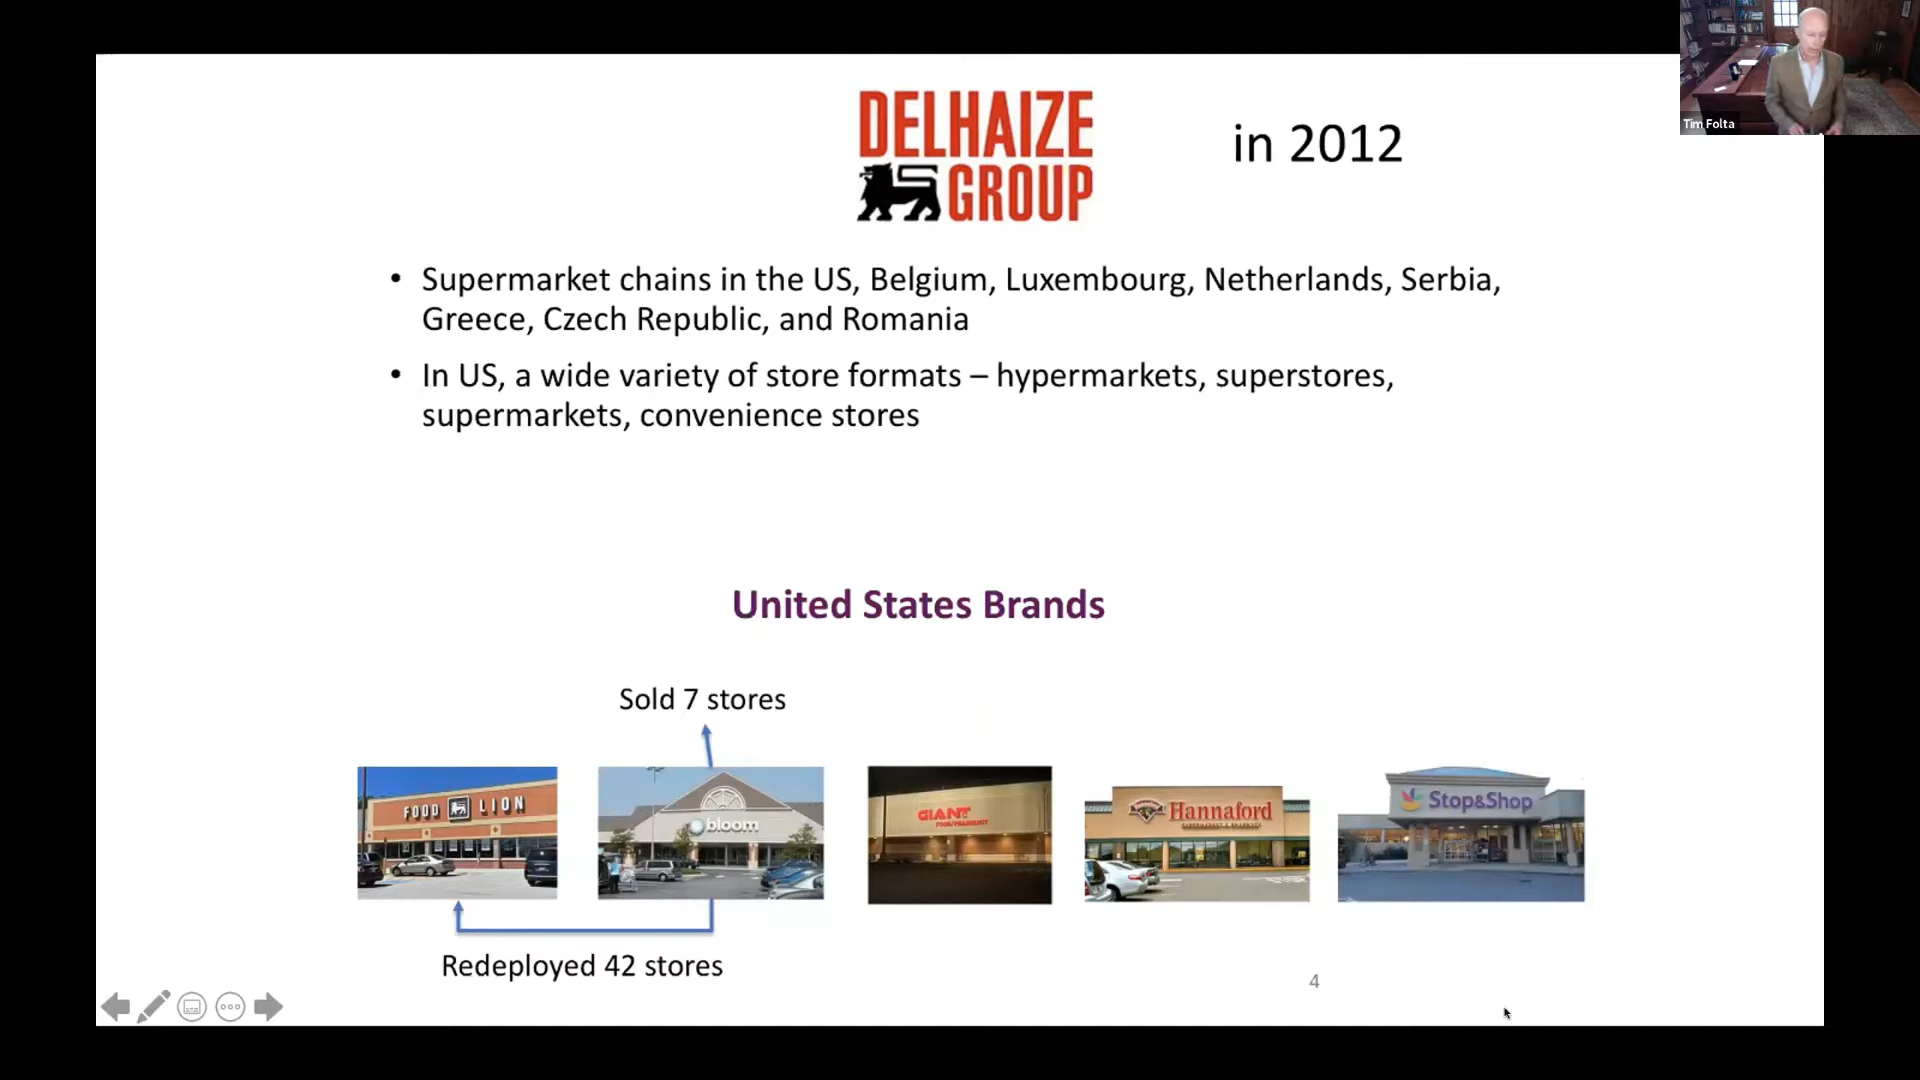 DELHAIZE
GROUP
in 2012
Tim Folta
• Supermarket chains in the US, Belgium, Luxembourg, Netherlands, Serbia,
Greece, Czech Republic, and Romania
• In US, a wide variety of store formats – hypermarkets, superstores,
supermarkets, convenience stores
United States Brands
Sold 7 stores
FOOD LION
bloom
GIANT
FOOD/PHARMACY
Hannaford
Stop&Shop
Redeployed 42 stores
4